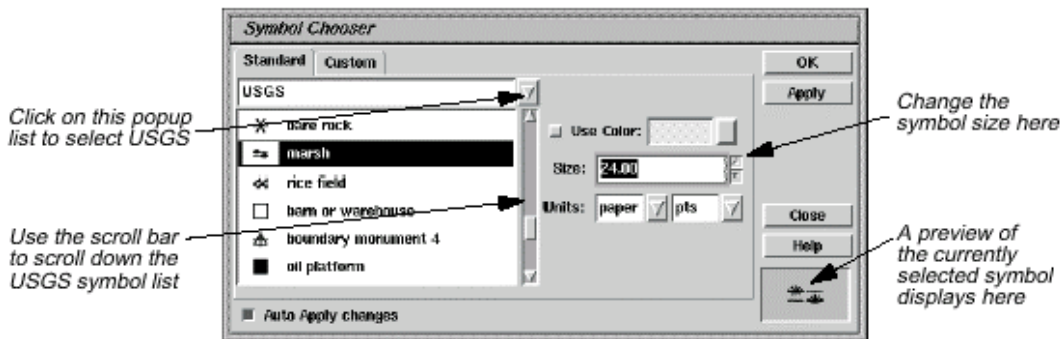 Symbol Chooser
Standard Custom
OK
USGS
Apply
Click on this popup
list to select USGS
Change the
symbol size here
bare rock
Use Color:
marsh
Size: 24.00
rice field
Units: paper pts
barn or warehouse
Close
Use the scroll bar
to scroll down the
USGS symbol list
boundary monument 4
Help
oil platform
A preview of
the currently
selected symbol
displays here
Auto Apply changes